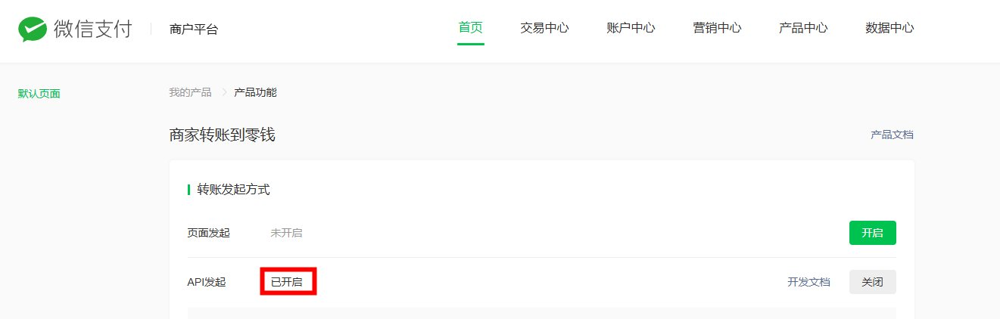 微信支付 商户平台 首页 交易中心 账户中心 营销中心 产品中心 数据中心
默认页面 我的产品 产品功能
商家转账到零钱 产品文档
转账发起方式
页面发起 未开启 开启
API发起 已开启 开发文档 关闭